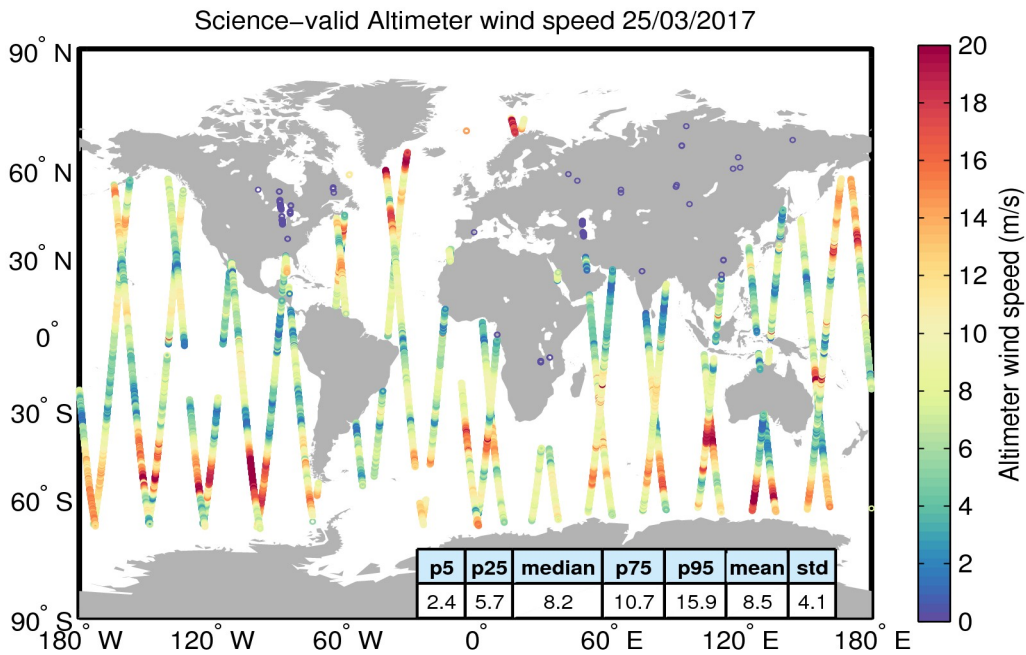 Science−valid Altimeter wind speed 25/03/2017
90° N
60° N
30° N
0°
30° S
60° S
90° S
180° W
120° W
60° W
0°
60° E
120° E
180° E
p5 p25 median p75 p95 mean std
2.4 5.7 8.2 10.7 15.9 8.5 4.1
20
18
16
14
12
10
8
6
4
2
0
Altimeter wind speed (m/s)